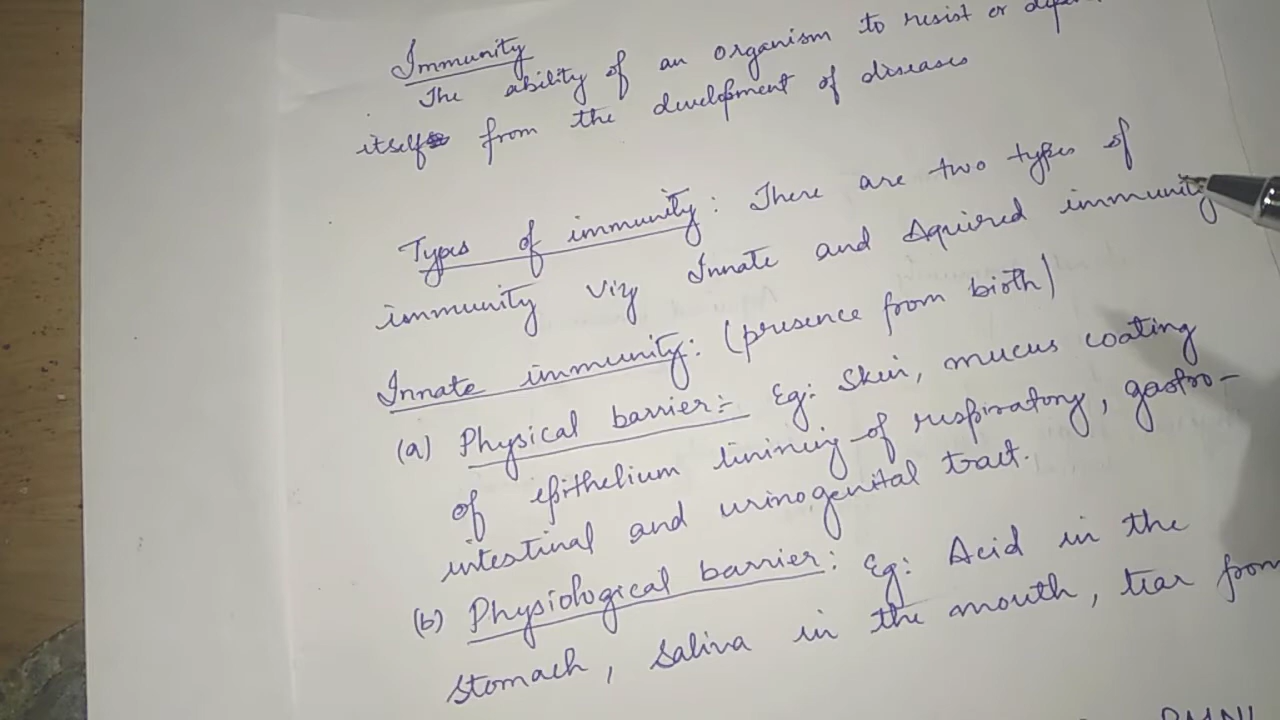 Immunity
The ability of an organism to resist or
itself from the development of diseases
Types of immunity: There are two types of
immunity viz Innate and Aquired immunity
Innate immunity: (presence from birth)
(a) Physical barrier:- Eg: Skin, mucus coating
of epithelium linining of respiratory, gastro-
intestinal and urinogenital tract.
(b) Physiological barrier: Eg: Acid in the
stomach, Saliva in the mouth, tear from